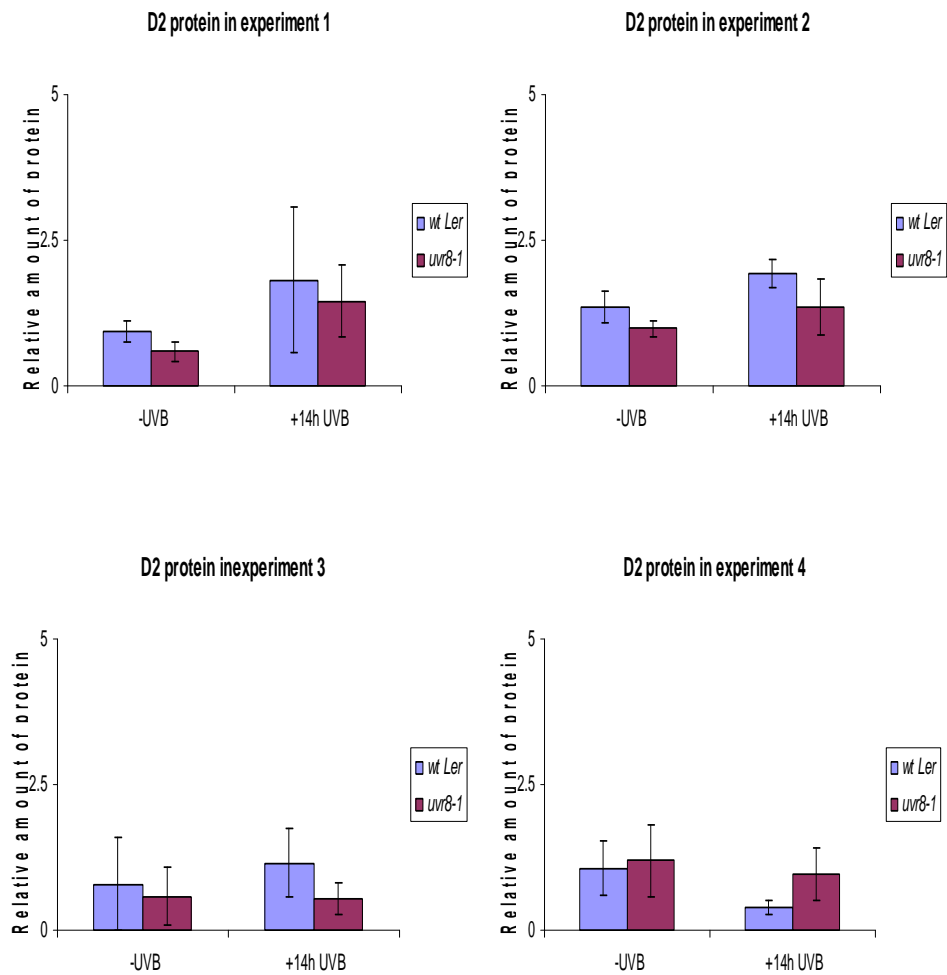 D2 protein in experiment 1
Relative amount of protein
5
2.5
0
-UVB
+14h UVB
wt Ler
uvr8-1
D2 protein in experiment 2
Relative amount of protein
5
2.5
0
-UVB
+14h UVB
wt Ler
uvr8-1
D2 protein inexperiment 3
Relative amount of protein
5
2.5
0
-UVB
+14h UVB
wt Ler
uvr8-1
D2 protein in experiment 4
Relative amount of protein
5
2.5
0
-UVB
+14h UVB
wt Ler
uvr8-1